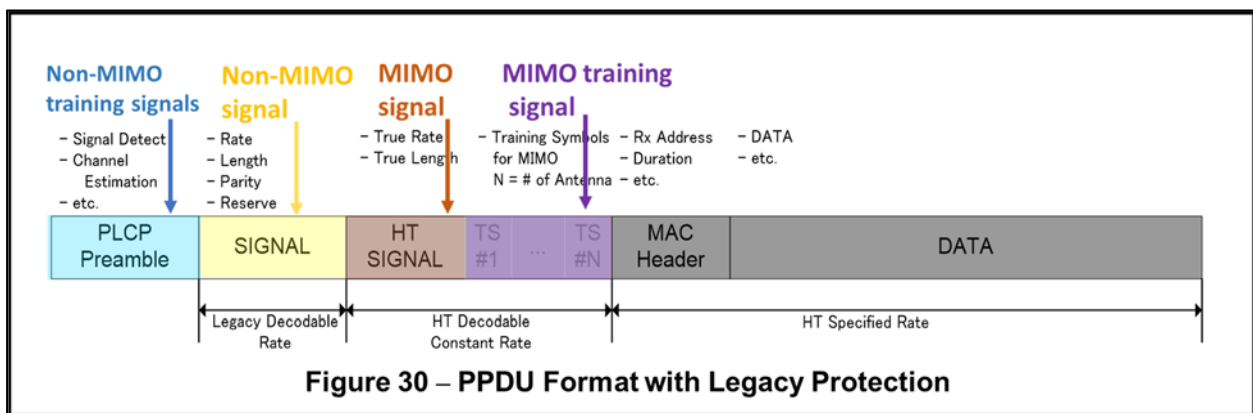 Non-MIMO
training signals
Non-MIMO
signal
MIMO
signal
MIMO training
signal
- Signal Detect
- Channel
Estimation
- etc.
- Rate
- Length
- Parity
- Reserve
- True Rate
- True Length
- Training Symbols
for MIMO
N = # of Antenna
- Rx Address
- Duration
- etc.
- DATA
- etc.
PLCP
Preamble
SIGNAL
HT
SIGNAL
TS
#1
...
TS
#N
MAC
Header
DATA
Legacy Decodable
Rate
HT Decodable
Constant Rate
HT Specified Rate
Figure 30 – PPDU Format with Legacy Protection